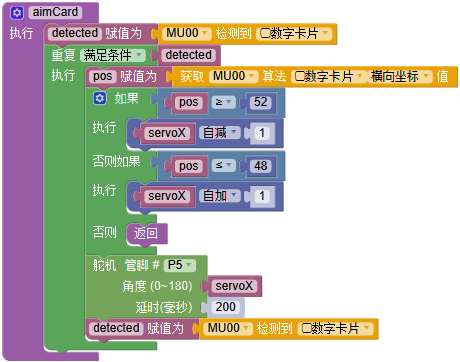 aimCard
执行 detected 赋值为 MU00 检测到 数字卡片
重复 满足条件 detected
执行 pos 赋值为 获取 MU00 算法 数字卡片 横向坐标 值
如果 pos ≥ 52
执行 servoX 自减 1
否则如果 pos ≤ 48
执行 servoX 自加 1
否则 返回
舵机 管脚 # P5
角度 (0~180) servoX
延时(毫秒) 200
detected 赋值为 MU00 检测到 数字卡片